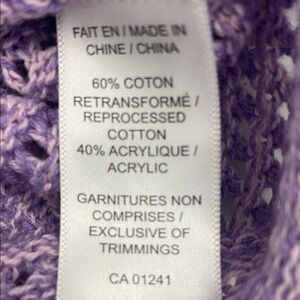 FAIT EN / MADE IN
CHINE / CHINA
60% COTON
RETRANSFORMÉ /
REPROCESSED
COTTON
40% ACRYLIQUE /
ACRYLIC
GARNITURES NON
COMPRISES /
EXCLUSIVE OF
TRIMMINGS
CA 01241